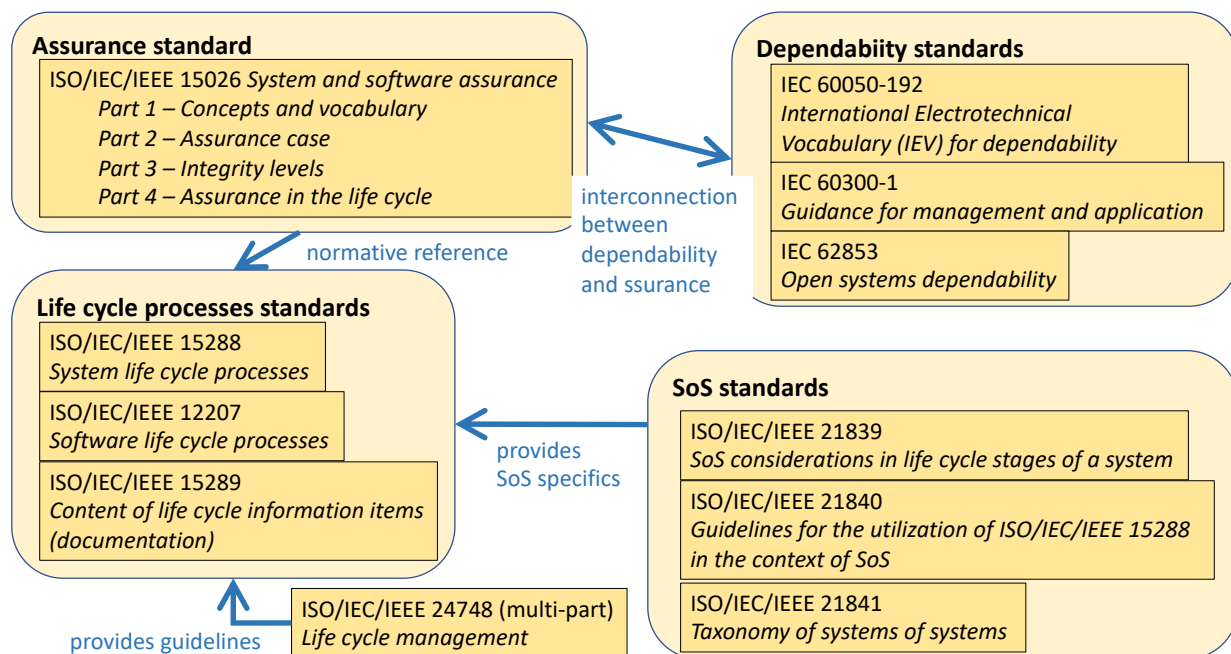 Assurance standard
ISO/IEC/IEEE 15026 System and software assurance
Part 1 – Concepts and vocabulary
Part 2 – Assurance case
Part 3 – Integrity levels
Part 4 – Assurance in the life cycle
Dependabiity standards
IEC 60050-192
International Electrotechnical
Vocabulary (IEV) for dependability
IEC 60300-1
Guidance for management and application
IEC 62853
Open systems dependability
interconnection
between
dependability
and ssurance
normative reference
Life cycle processes standards
ISO/IEC/IEEE 15288
System life cycle processes
ISO/IEC/IEEE 12207
Software life cycle processes
ISO/IEC/IEEE 15289
Content of life cycle information items
(documentation)
provides
SoS specifics
SoS standards
ISO/IEC/IEEE 21839
SoS considerations in life cycle stages of a system
ISO/IEC/IEEE 21840
Guidelines for the utilization of ISO/IEC/IEEE 15288
in the context of SoS
ISO/IEC/IEEE 21841
Taxonomy of systems of systems
provides guidelines
ISO/IEC/IEEE 24748 (multi-part)
Life cycle management